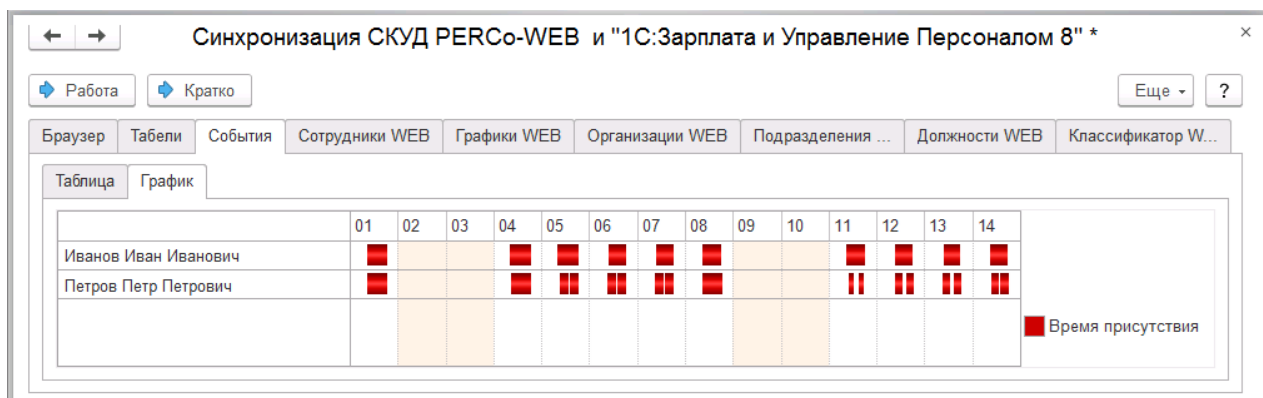 Синхронизация СКУД PERCo-WEB и "1С:Зарплата и Управление Персоналом 8" *
Работа Кратко Еще ?
Браузер Табели События Сотрудники WEB Графики WEB Организации WEB Подразделения ... Должности WEB Классификатор W...
Таблица График
01 02 03 04 05 06 07 08 09 10 11 12 13 14
Иванов Иван Иванович
Петров Петр Петрович
Время присутствия